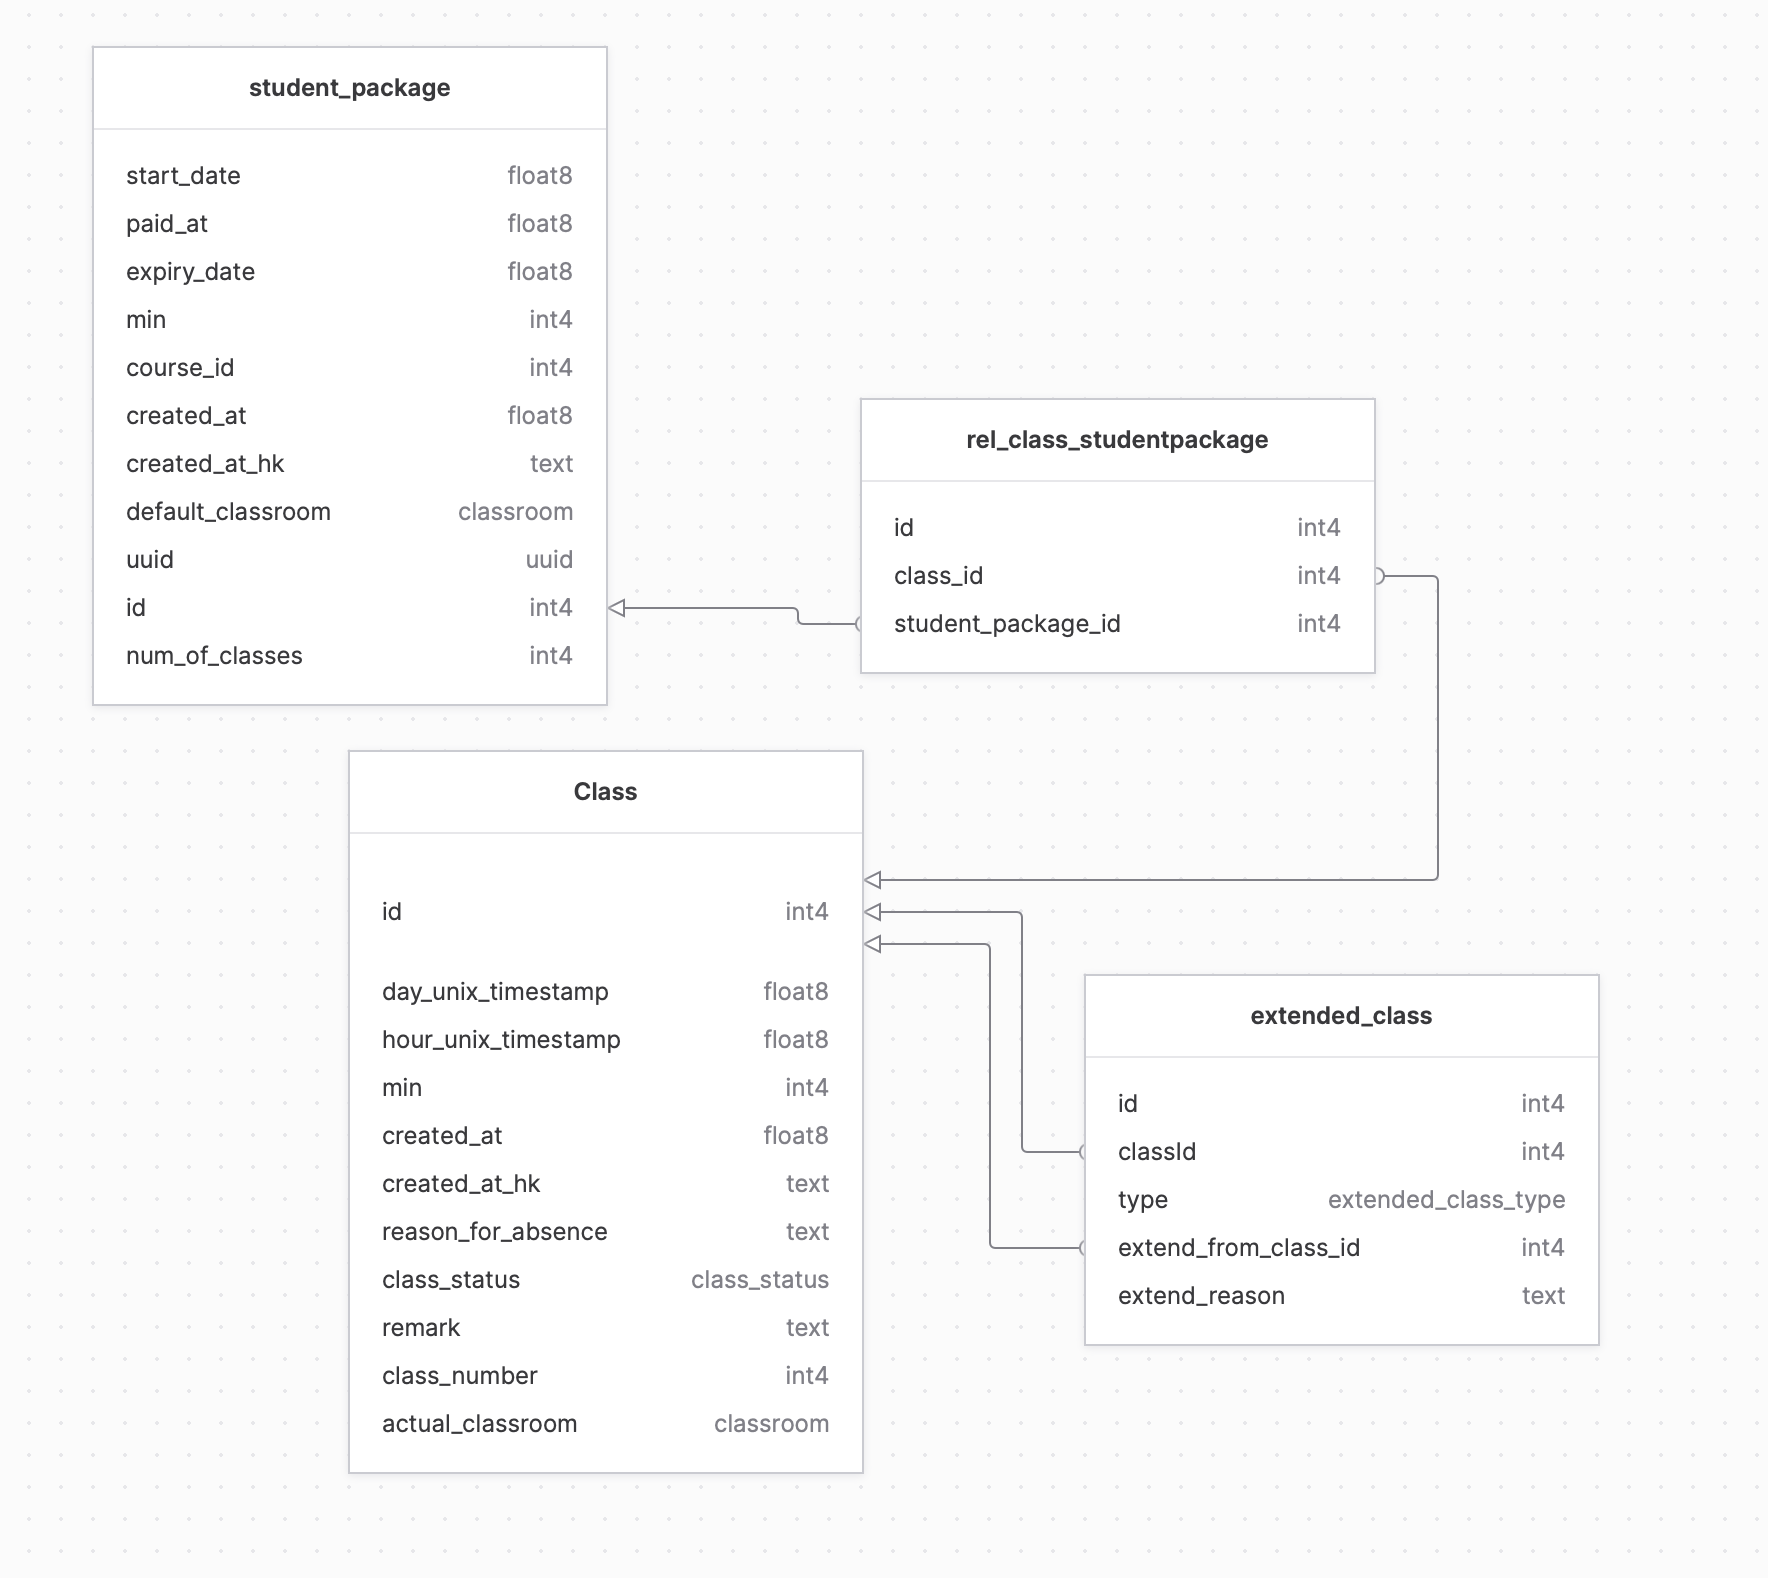 student_package
start_date float8
paid_at float8
expiry_date float8
min int4
course_id int4
created_at float8
created_at_hk text
default_classroom classroom
uuid uuid
id int4
num_of_classes int4
rel_class_studentpackage
id int4
class_id int4
student_package_id int4
Class
id int4
day_unix_timestamp float8
hour_unix_timestamp float8
min int4
created_at float8
created_at_hk text
reason_for_absence text
class_status class_status
remark text
class_number int4
actual_classroom classroom
extended_class
id int4
classId int4
type extended_class_type
extend_from_class_id int4
extend_reason text